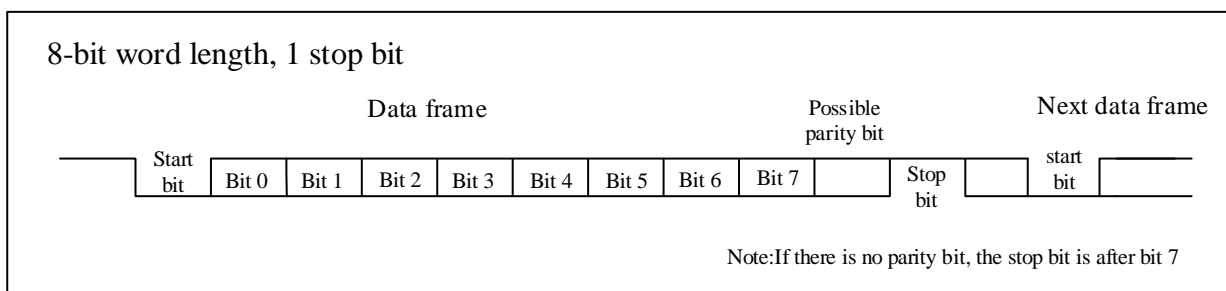 8-bit word length, 1 stop bit
Data frame
Possible
parity bit
Next data frame
Start
bit
Bit 0
Bit 1
Bit 2
Bit 3
Bit 4
Bit 5
Bit 6
Bit 7
Stop
bit
start
bit
Note:If there is no parity bit, the stop bit is after bit 7